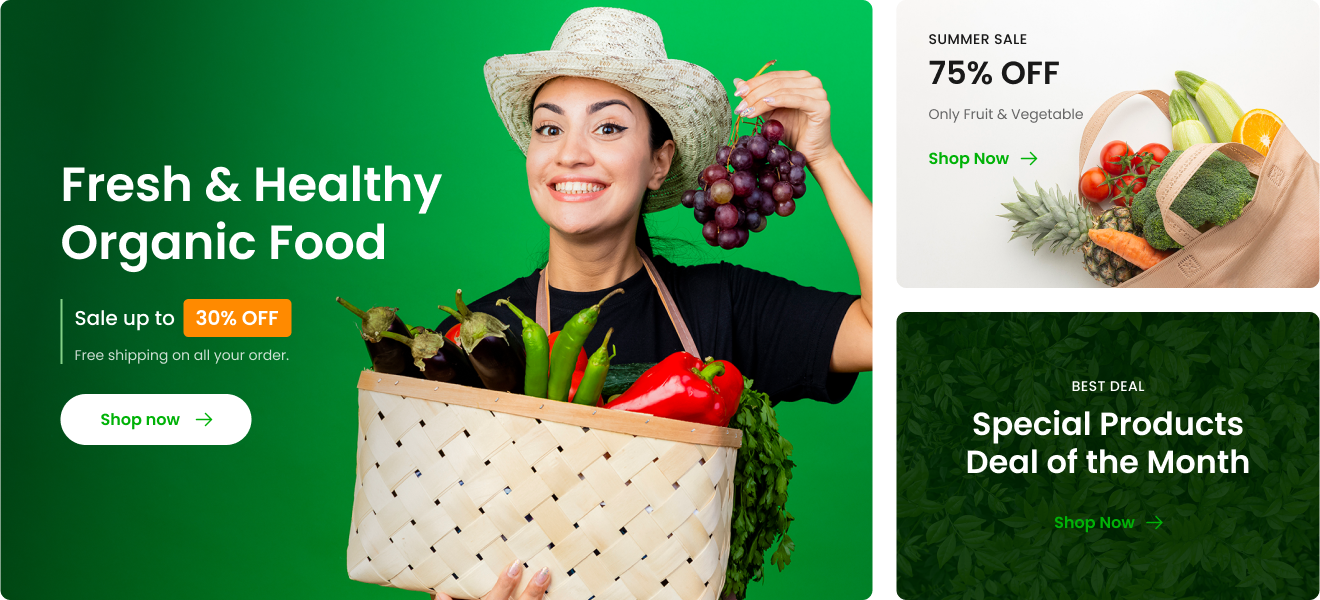 Fresh & Healthy
Organic Food
Sale up to 30% OFF
Free shipping on all your order.
Shop now
SUMMER SALE
75% OFF
Only Fruit & Vegetable
Shop Now
BEST DEAL
Special Products
Deal of the Month
Shop Now